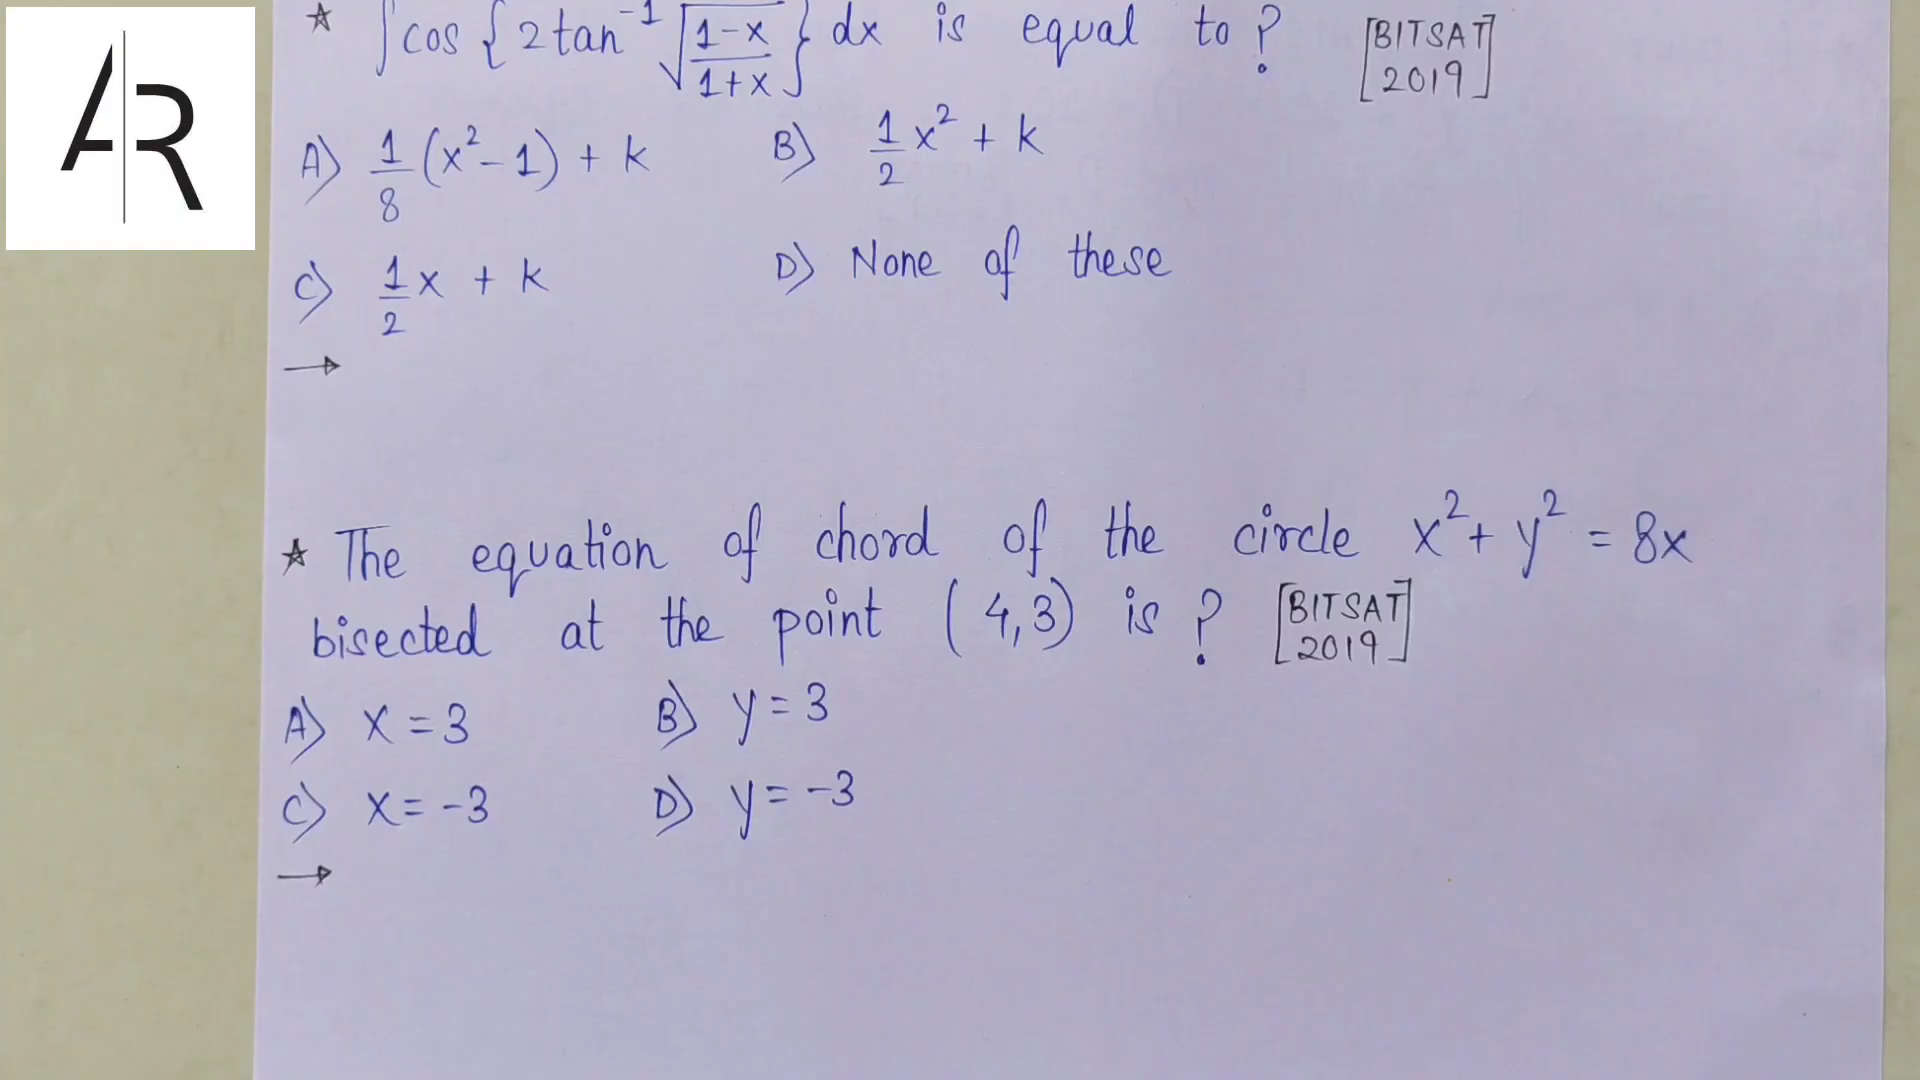 AR
★ ∫cos {2 tan⁻¹ √((1-x)/(1+x))} dx is equal to ? [BITSAT 2019]
A) 1/8 (x² - 1) + k B) 1/2 x² + k
C) 1/2 x + k D) None of these
→
★ The equation of chord of the circle x² + y² = 8x
bisected at the point (4,3) is ? [BITSAT 2019]
A) x = 3 B) y = 3
C) x = -3 D) y = -3
→